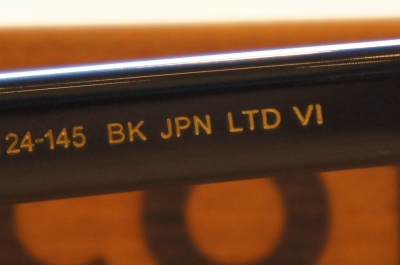 24-145 BK JPN LTD VI